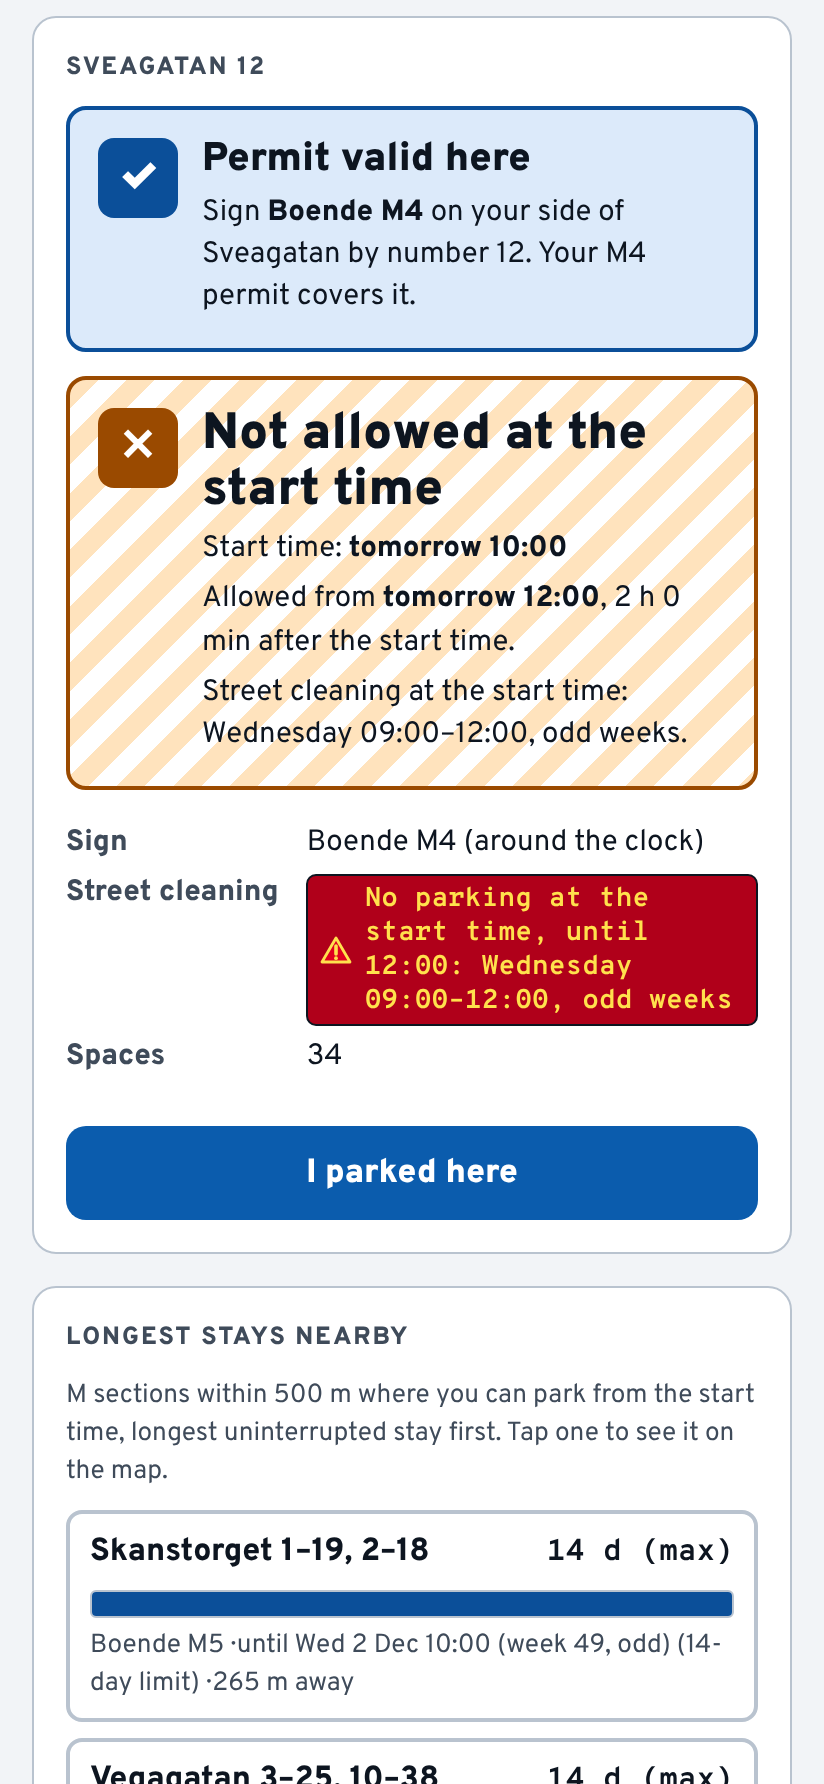 SVEAGATAN 12
Permit valid here
Sign Boende M4 on your side of
Sveagatan by number 12. Your M4
permit covers it.
Not allowed at the
start time
Start time: tomorrow 10:00
Allowed from tomorrow 12:00, 2 h 0
min after the start time.
Street cleaning at the start time:
Wednesday 09:00–12:00, odd weeks.
Sign Boende M4 (around the clock)
Street cleaning
No parking at the
start time, until
12:00: Wednesday
09:00–12:00, odd weeks
Spaces 34
I parked here
LONGEST STAYS NEARBY
M sections within 500 m where you can park from the start
time, longest uninterrupted stay first. Tap one to see it on
the map.
Skanstorget 1–19, 2–18 14 d (max)
Boende M5 ·until Wed 2 Dec 10:00 (week 49, odd) (14-
day limit) ·265 m away
Vegagatan 3–25, 10–38 14 d (max)